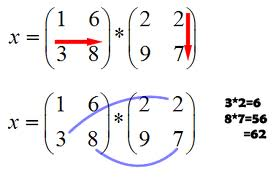 x = (1 6) * (2 2)
(3 8) (9 7)
x = (1 6) * (2 2)
(3 8) (9 7)
3*2=6
8*7=56
=62